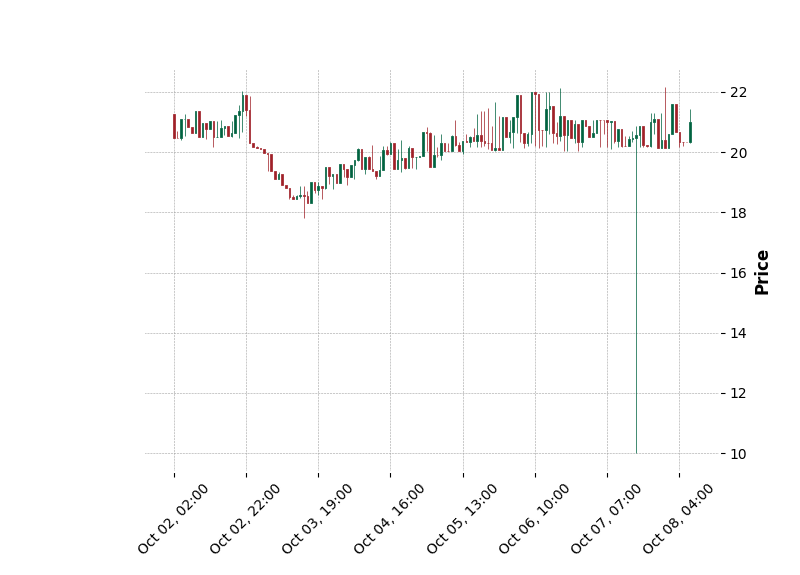 22
20
18
16
14
12
10
Price
Oct 02, 02:00
Oct 02, 22:00
Oct 03, 19:00
Oct 04, 16:00
Oct 05, 13:00
Oct 06, 10:00
Oct 07, 07:00
Oct 08, 04:00